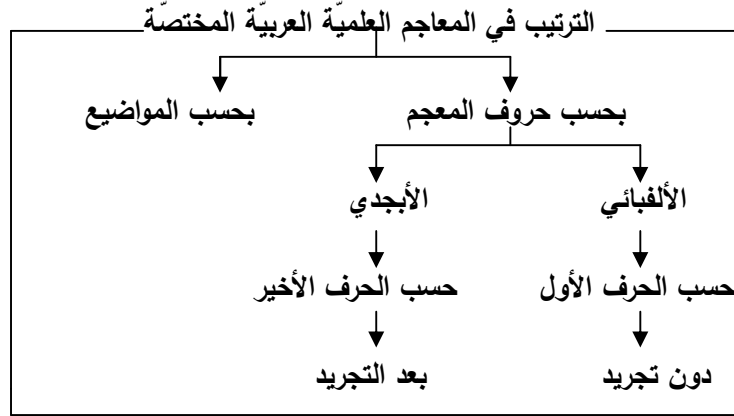 الترتيب في المعاجم العلميّة العربيّة المختصّة
بحسب حروف المعجم
بحسب المواضيع
الألفبائي
الأبجدي
حسب الحرف الأول
حسب الحرف الأخير
دون تجريد
بعد التجريد